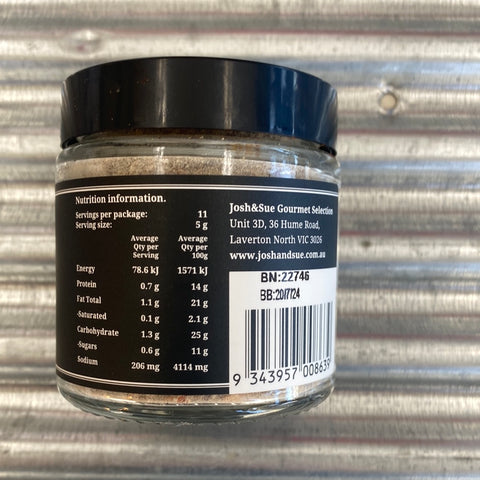 Nutrition information.
Servings per package: 11
Serving size: 5 g
Average Qty per Serving Average Qty per 100g
Energy 78.6 kJ 1571 kJ
Protein 0.7 g 14 g
Fat Total 1.1 g 21 g
-Saturated 0.1 g 2.1 g
Carbohydrate 1.3 g 25 g
-Sugars 0.6 g 11 g
Sodium 206 mg 4114 mg
Josh&Sue Gourmet Selection
Unit 3D, 36 Hume Road,
Laverton North VIC 3026
www.joshandsue.com.au
BN:22746
BB:20/7/24
9 343957 008639